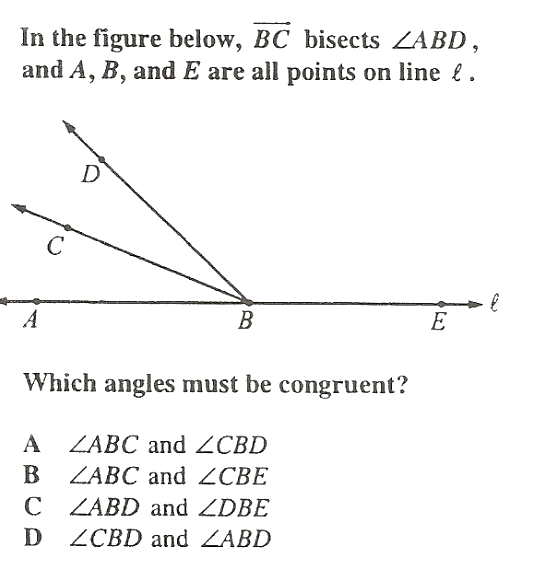 In the figure below, BC bisects ∠ABD,
and A, B, and E are all points on line ℓ.
D
C
A
B
E
ℓ
Which angles must be congruent?
A ∠ABC and ∠CBD
B ∠ABC and ∠CBE
C ∠ABD and ∠DBE
D ∠CBD and ∠ABD